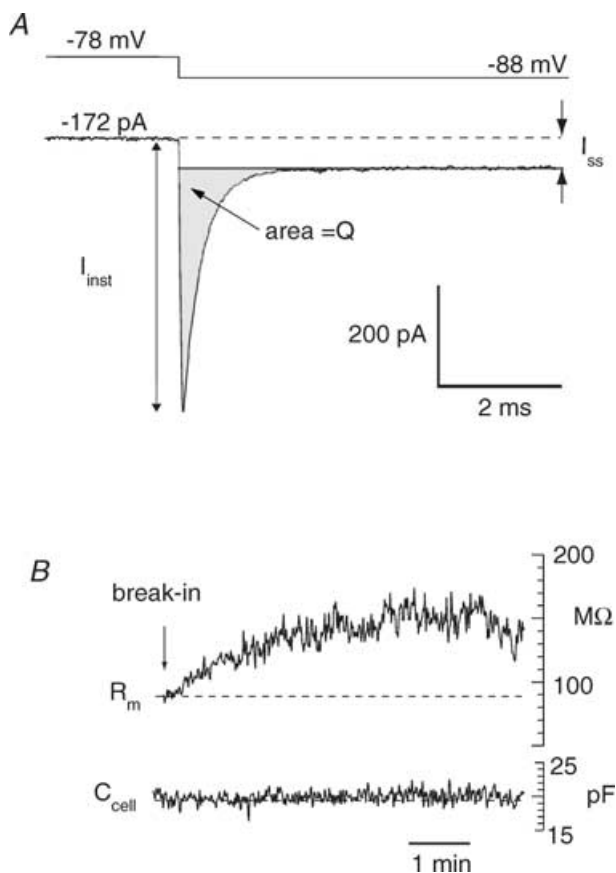 A
-78 mV
-88 mV
-172 pA
I_ss
area =Q
I_inst
200 pA
2 ms
B
200
break-in
MΩ
R_m
100
25
C_cell
pF
15
1 min